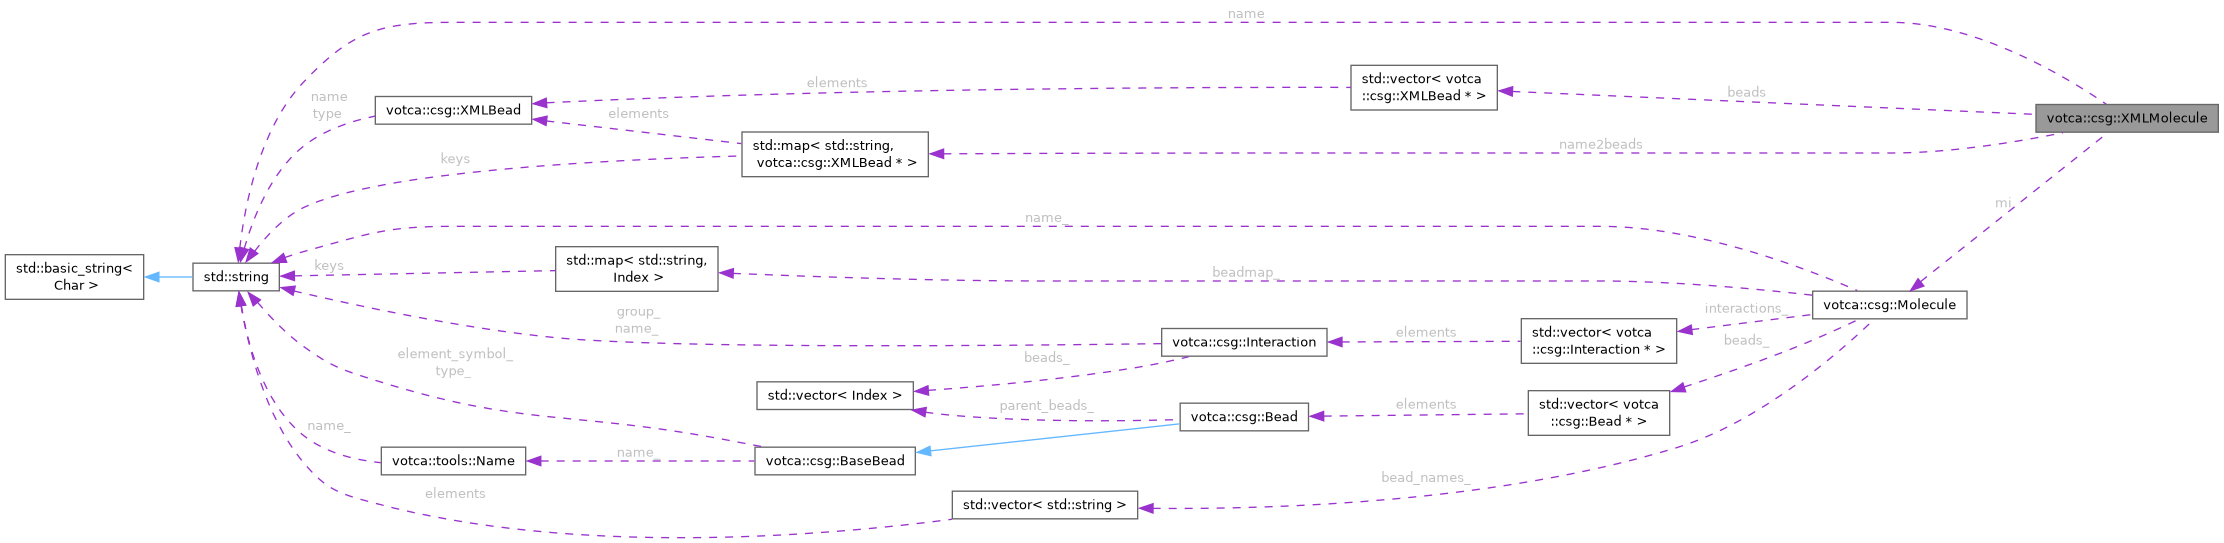 name
std::vector< votca
::csg::XMLBead * >
elements
beads
name
type
votca::csg::XMLBead
elements
votca::csg::XMLMolecule
std::map< std::string,
votca::csg::XMLBead * >
keys
name2beads
mi
name_
std::basic_string<
Char >
std::string
keys
std::map< std::string,
Index >
beadmap_
votca::csg::Molecule
group_
name_
interactions_
votca::csg::Interaction
elements
std::vector< votca
::csg::Interaction * >
beads_
element_symbol_
type_
beads_
std::vector< Index >
parent_beads_
votca::csg::Bead
elements
std::vector< votca
::csg::Bead * >
name_
votca::tools::Name
name_
votca::csg::BaseBead
elements
std::vector< std::string >
bead_names_